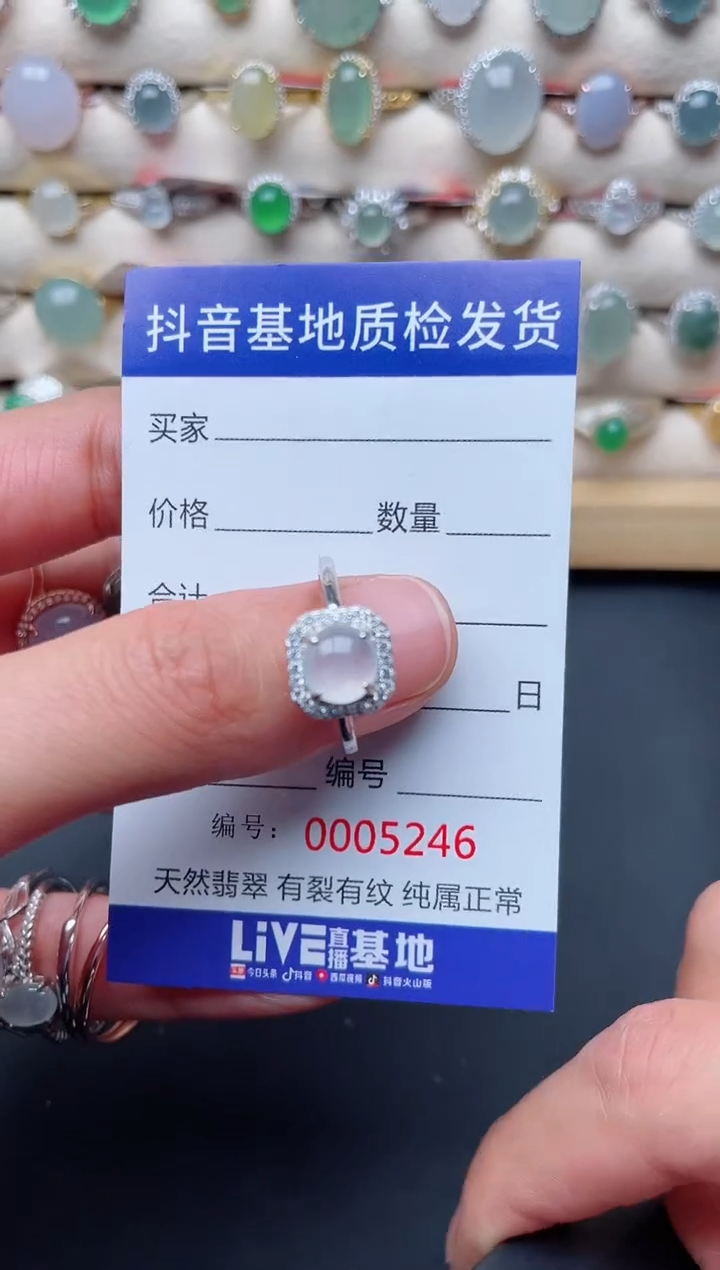 抖音基地质检发货
买家
价格 数量
合计
日
编号
编号: 0005246
天然翡翠 有裂有纹 纯属正常
LiVE直播基地
今日头条 抖音 西瓜视频 抖音火山版